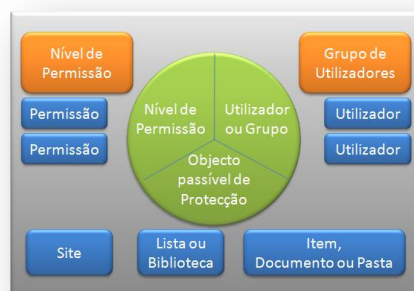 Nível de
Permissão
Grupo de
Utilizadores
Permissão
Permissão
Nível de
Permissão
Utilizador
ou Grupo
Objecto
passível de
Protecção
Utilizador
Utilizador
Site
Lista ou
Biblioteca
Item,
Documento ou Pasta